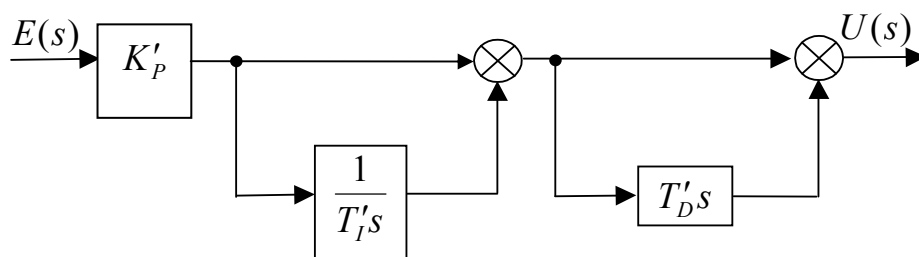 E(s)
K'_P
U(s)
1
T'_I s
T'_D s